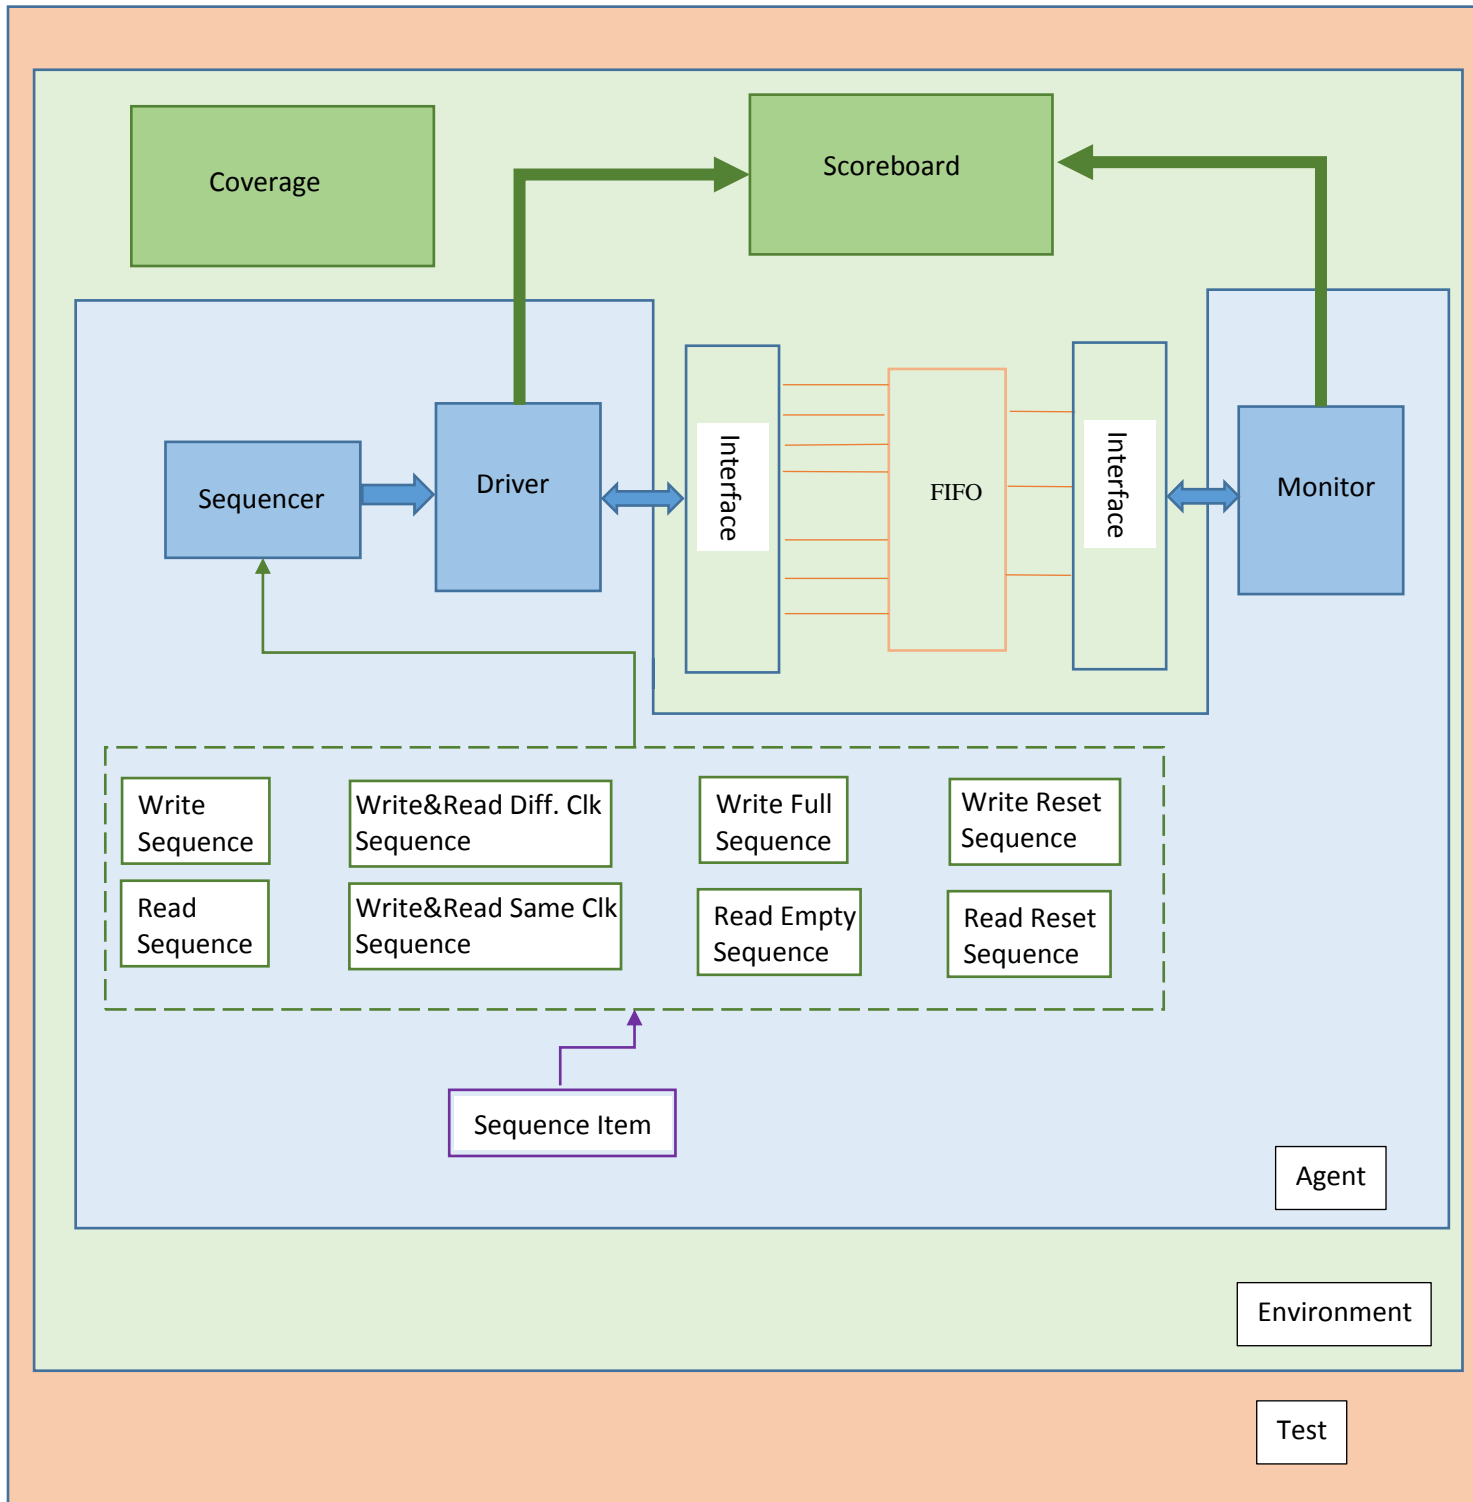 Coverage
Scoreboard
Sequencer
Driver
Interface
FIFO
Interface
Monitor
Write
Sequence
Write&Read Diff. Clk
Sequence
Write Full
Sequence
Write Reset
Sequence
Read
Sequence
Write&Read Same Clk
Sequence
Read Empty
Sequence
Read Reset
Sequence
Sequence Item
Agent
Environment
Test